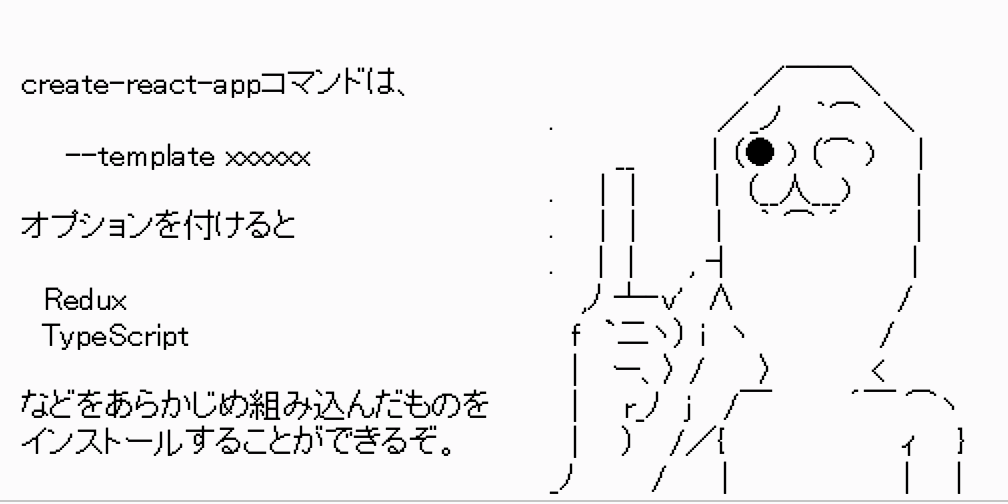 create-react-appコマンドは、
--template xxxxxx
オプションを付けると
Redux
TypeScript
などをあらかじめ組み込んだものを
インストールすることができるぞ。